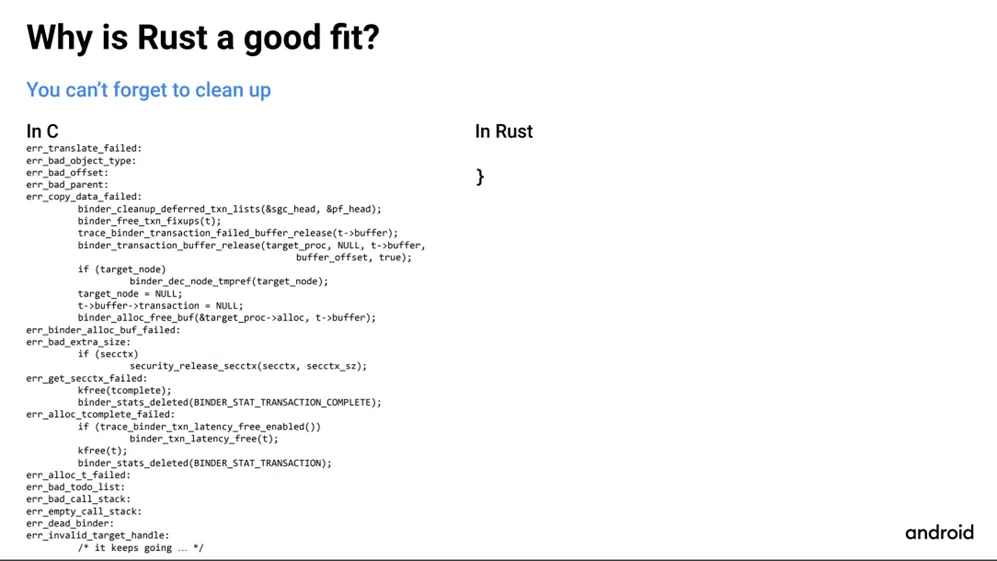 Why is Rust a good fit?
You can’t forget to clean up
In C
err_translate_failed:
err_bad_object_type:
err_bad_offset:
err_bad_parent:
err_copy_data_failed:
        binder_cleanup_deferred_txn_lists(&sgc_head, &pf_head);
        binder_free_txn_fixups(t);
        trace_binder_transaction_failed_buffer_release(t->buffer);
        binder_transaction_buffer_release(target_proc, NULL, t->buffer,
                                          buffer_offset, true);
        if (target_node)
                binder_dec_node_tmpref(target_node);
        target_node = NULL;
        t->buffer->transaction = NULL;
        binder_alloc_free_buf(&target_proc->alloc, t->buffer);
err_binder_alloc_buf_failed:
err_bad_extra_size:
        if (secctx)
                security_release_secctx(secctx, secctx_sz);
err_get_secctx_failed:
        kfree(tcomplete);
        binder_stats_deleted(BINDER_STAT_TRANSACTION_COMPLETE);
err_alloc_tcomplete_failed:
        if (trace_binder_txn_latency_free_enabled())
                binder_txn_latency_free(t);
        kfree(t);
        binder_stats_deleted(BINDER_STAT_TRANSACTION);
err_alloc_t_failed:
err_bad_todo_list:
err_bad_call_stack:
err_empty_call_stack:
err_dead_binder:
err_invalid_target_handle:
        /* it keeps going … */
In Rust
}
android